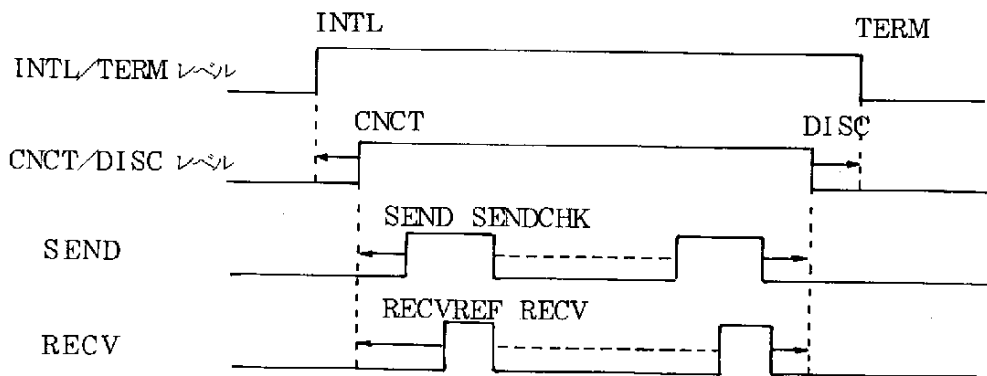 INTL
TERM
INTL/TERM レベル
CNCT
DISC
CNCT/DISC レベル
SEND SENDCHK
SEND
RECVREF RECV
RECV